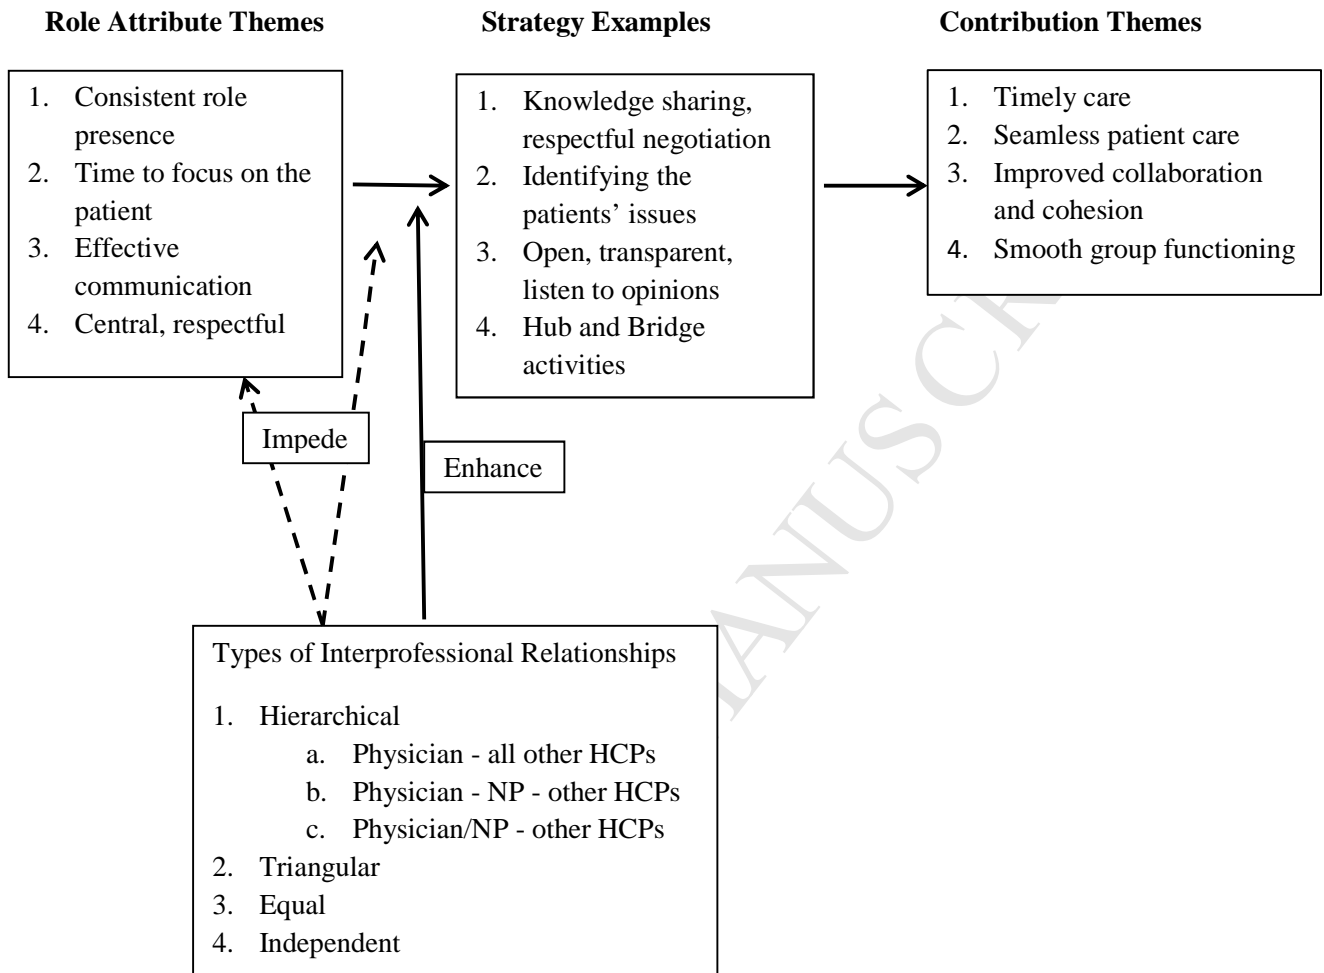 Role Attribute Themes
Strategy Examples
Contribution Themes
1. Consistent role
presence
2. Time to focus on the
patient
3. Effective
communication
4. Central, respectful
1. Knowledge sharing,
respectful negotiation
2. Identifying the
patients’ issues
3. Open, transparent,
listen to opinions
4. Hub and Bridge
activities
1. Timely care
2. Seamless patient care
3. Improved collaboration
and cohesion
4. Smooth group functioning
Impede
Enhance
Types of Interprofessional Relationships
1. Hierarchical
a. Physician - all other HCPs
b. Physician - NP - other HCPs
c. Physician/NP - other HCPs
2. Triangular
3. Equal
4. Independent